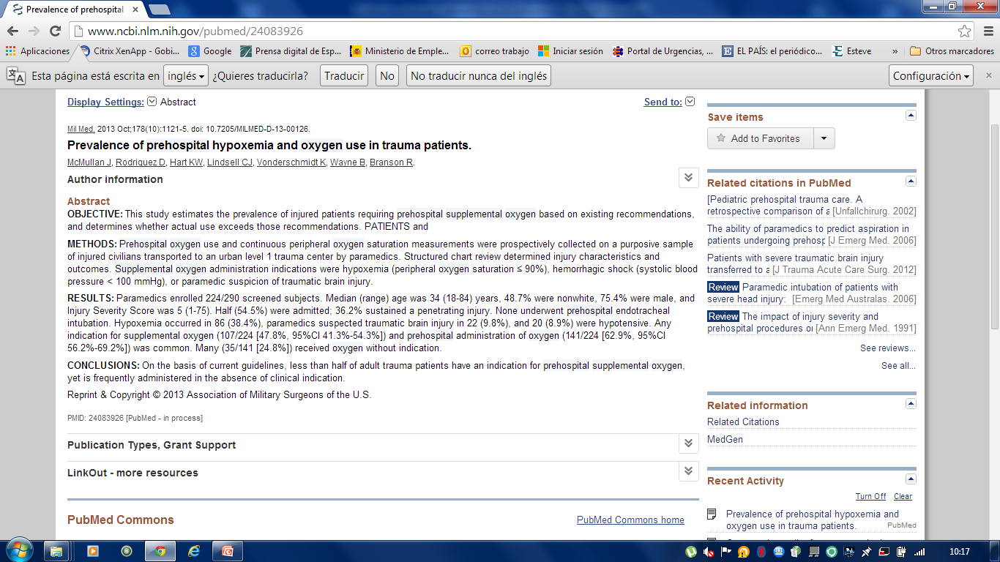 Prevalence of prehospital
www.ncbi.nlm.nih.gov/pubmed/24083926
Aplicaciones
Citrix XenApp - Gobi...
Google
Prensa digital de Esp...
Ministerio de Emple...
correo trabajo
Iniciar sesión
Portal de Urgencias, ...
EL PAÍS: el periódico...
Esteve
»
Otros marcadores
Esta página está escrita en inglés ¿Quieres traducirla? Traducir No No traducir nunca del inglés Configuración
Display Settings: Abstract
Send to:
Mil Med. 2013 Oct;178(10):1121-5. doi: 10.7205/MILMED-D-13-00126.
Prevalence of prehospital hypoxemia and oxygen use in trauma patients.
McMullan J, Rodriquez D, Hart KW, Lindsell CJ, Vonderschmidt K, Wayne B, Branson R.
Author information
Abstract
OBJECTIVE: This study estimates the prevalence of injured patients requiring prehospital supplemental oxygen based on existing recommendations,
and determines whether actual use exceeds those recommendations. PATIENTS and
METHODS: Prehospital oxygen use and continuous peripheral oxygen saturation measurements were prospectively collected on a purposive sample
of injured civilians transported to an urban level 1 trauma center by paramedics. Structured chart review determined injury characteristics and
outcomes. Supplemental oxygen administration indications were hypoxemia (peripheral oxygen saturation ≤ 90%), hemorrhagic shock (systolic blood
pressure < 100 mmHg), or paramedic suspicion of traumatic brain injury.
RESULTS: Paramedics enrolled 224/290 screened subjects. Median (range) age was 34 (18-84) years, 48.7% were nonwhite, 75.4% were male, and
Injury Severity Score was 5 (1-75). Half (54.5%) were admitted; 36.2% sustained a penetrating injury. None underwent prehospital endotracheal
intubation. Hypoxemia occurred in 86 (38.4%), paramedics suspected traumatic brain injury in 22 (9.8%), and 20 (8.9%) were hypotensive. Any
indication for supplemental oxygen (107/224 [47.8%, 95%CI 41.3%-54.3%]) and prehospital administration of oxygen (141/224 [62.9%, 95%CI
56.2%-69.2%]) was common. Many (35/141 [24.8%]) received oxygen without indication.
CONCLUSIONS: On the basis of current guidelines, less than half of adult trauma patients have an indication for prehospital supplemental oxygen,
yet is frequently administered in the absence of clinical indication.
Reprint & Copyright © 2013 Association of Military Surgeons of the U.S.
PMID: 24083926 [PubMed - in process]
Publication Types, Grant Support
LinkOut - more resources
PubMed Commons
PubMed Commons home
Save items
Add to Favorites
Related citations in PubMed
[Pediatric prehospital trauma care. A
retrospective comparison of a [Unfallchirurg. 2002]
The ability of paramedics to predict aspiration in
patients undergoing prehosp [J Emerg Med. 2006]
Patients with severe traumatic brain injury
transferred to a [J Trauma Acute Care Surg. 2012]
Review Paramedic intubation of patients with
severe head injury: [Emerg Med Australas. 2006]
Review The impact of injury severity and
prehospital procedures o [Ann Emerg Med. 1991]
See reviews...
See all...
Related information
Related Citations
MedGen
Recent Activity
Turn Off Clear
Prevalence of prehospital hypoxemia and
oxygen use in trauma patients. PubMed
10:17